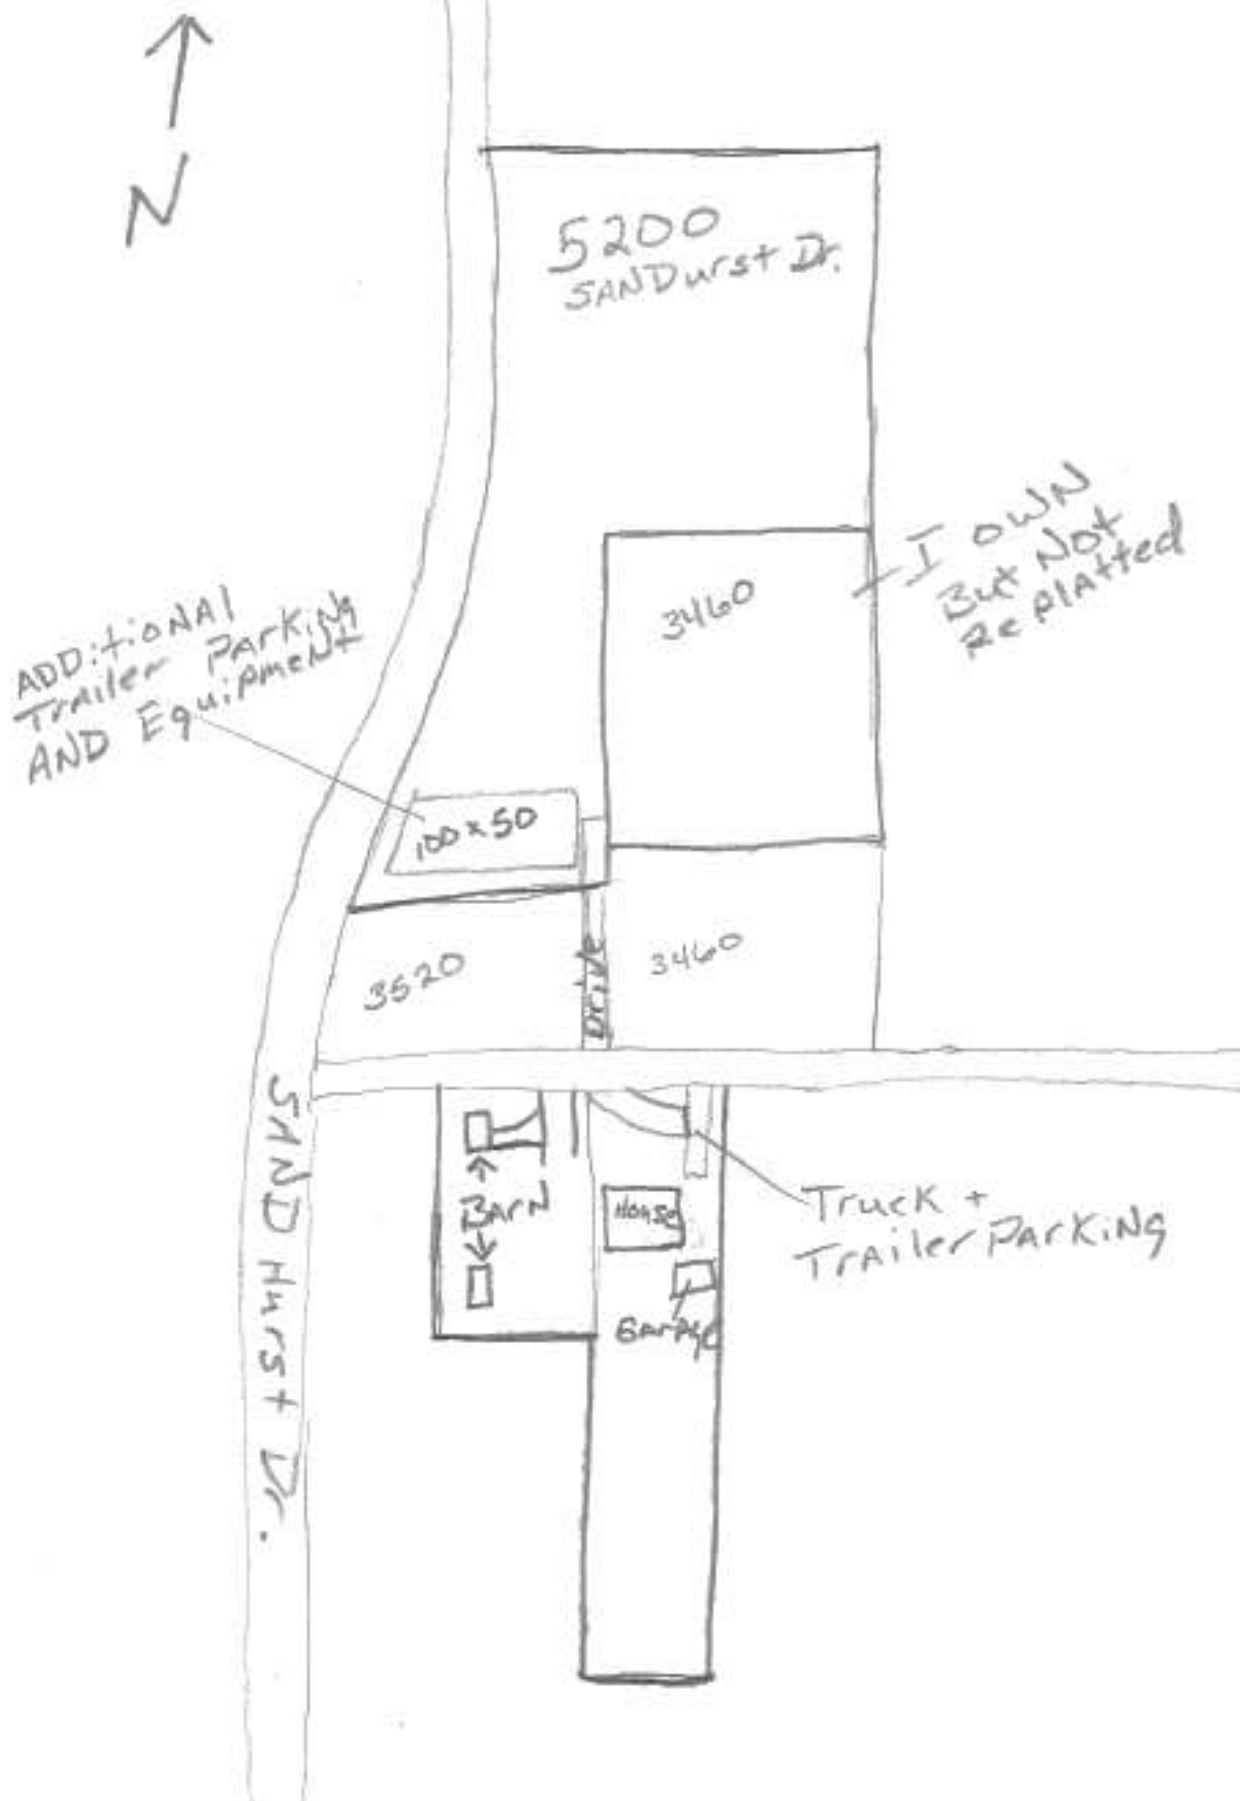 N
5200
SANDurst Dr.
I OWN
But Not
Replatted
3460
ADDitioNAl
Trailer ParkiNg
AND EquipmeNt
100 x 50
3520
Drive
3460
SAND Hurst Dr.
BArN
House
GArAge
Truck +
TrAiler PArkiNg